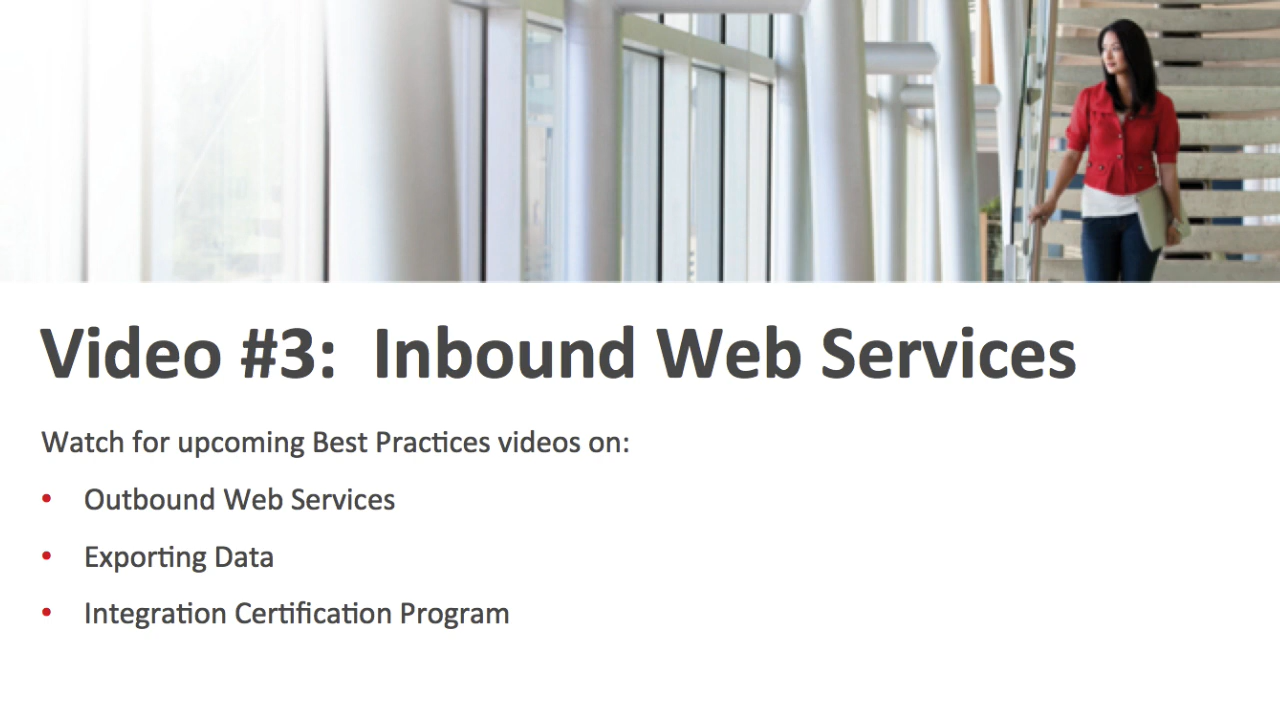 Video #3:  Inbound Web Services
Watch for upcoming Best Practices videos on:
• Outbound Web Services
• Exporting Data
• Integration Certification Program